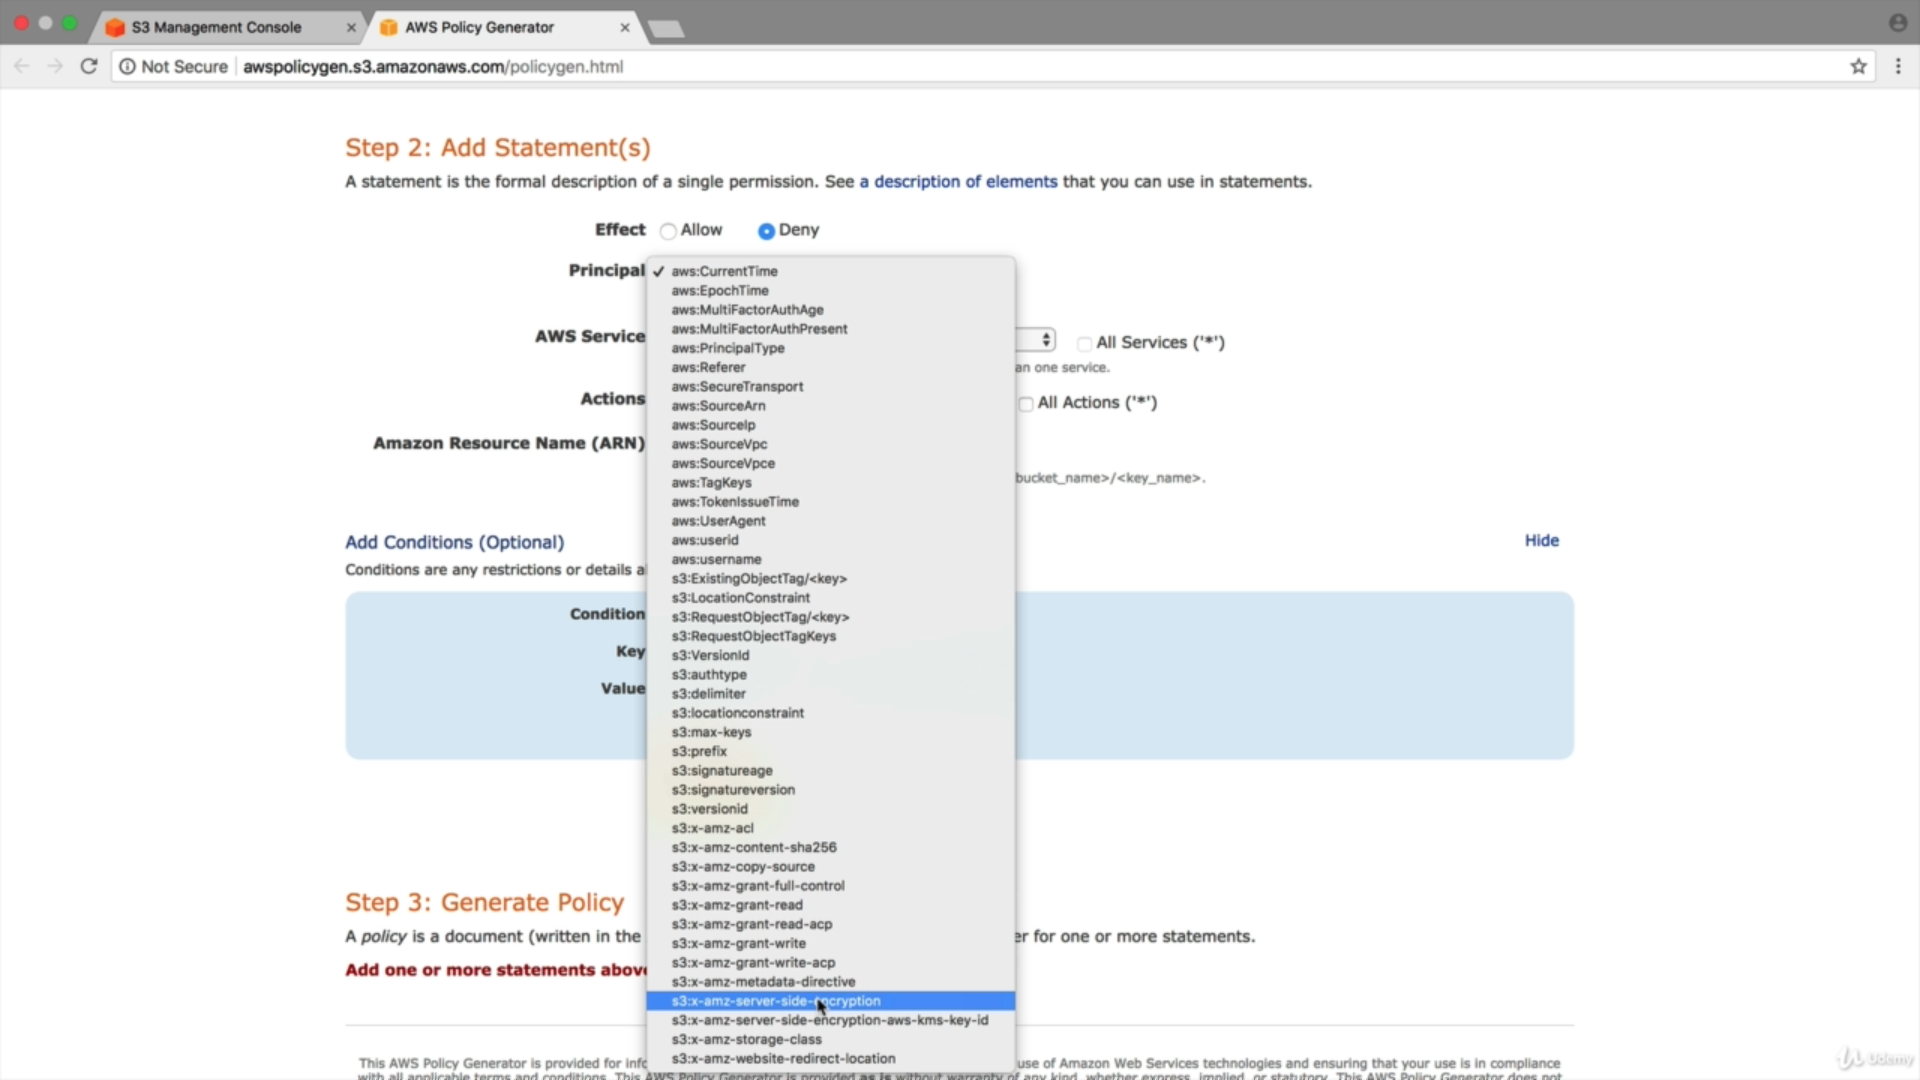 S3 Management Console
AWS Policy Generator
Not Secure
awspolicygen.s3.amazonaws.com/policygen.html
Step 2: Add Statement(s)
A statement is the formal description of a single permission. See a description of elements that you can use in statements.
Effect Allow Deny
Principal
AWS Service
All Services ('*')
an one service.
Actions
All Actions ('*')
Amazon Resource Name (ARN)
bucket_name>/<key_name>.
Add Conditions (Optional)
Hide
Conditions are any restrictions or details a
Condition
Key
Value
✓ aws:CurrentTime
aws:EpochTime
aws:MultiFactorAuthAge
aws:MultiFactorAuthPresent
aws:PrincipalType
aws:Referer
aws:SecureTransport
aws:SourceArn
aws:SourceIp
aws:SourceVpc
aws:SourceVpce
aws:TagKeys
aws:TokenIssueTime
aws:UserAgent
aws:userid
aws:username
s3:ExistingObjectTag/<key>
s3:LocationConstraint
s3:RequestObjectTag/<key>
s3:RequestObjectTagKeys
s3:VersionId
s3:authtype
s3:delimiter
s3:locationconstraint
s3:max-keys
s3:prefix
s3:signatureage
s3:signatureversion
s3:versionid
s3:x-amz-acl
s3:x-amz-content-sha256
s3:x-amz-copy-source
s3:x-amz-grant-full-control
s3:x-amz-grant-read
s3:x-amz-grant-read-acp
s3:x-amz-grant-write
s3:x-amz-grant-write-acp
s3:x-amz-metadata-directive
s3:x-amz-server-side-encryption
s3:x-amz-server-side-encryption-aws-kms-key-id
s3:x-amz-storage-class
s3:x-amz-website-redirect-location
Step 3: Generate Policy
A policy is a document (written in the
er for one or more statements.
Add one or more statements above
This AWS Policy Generator is provided for info
use of Amazon Web Services technologies and ensuring that your use is in compliance
with all applicable terms and conditions. This AWS Policy Generator is provided as is without warranty of any kind, whether express, implied, or statutory. This AWS Policy Generator does not
Udemy